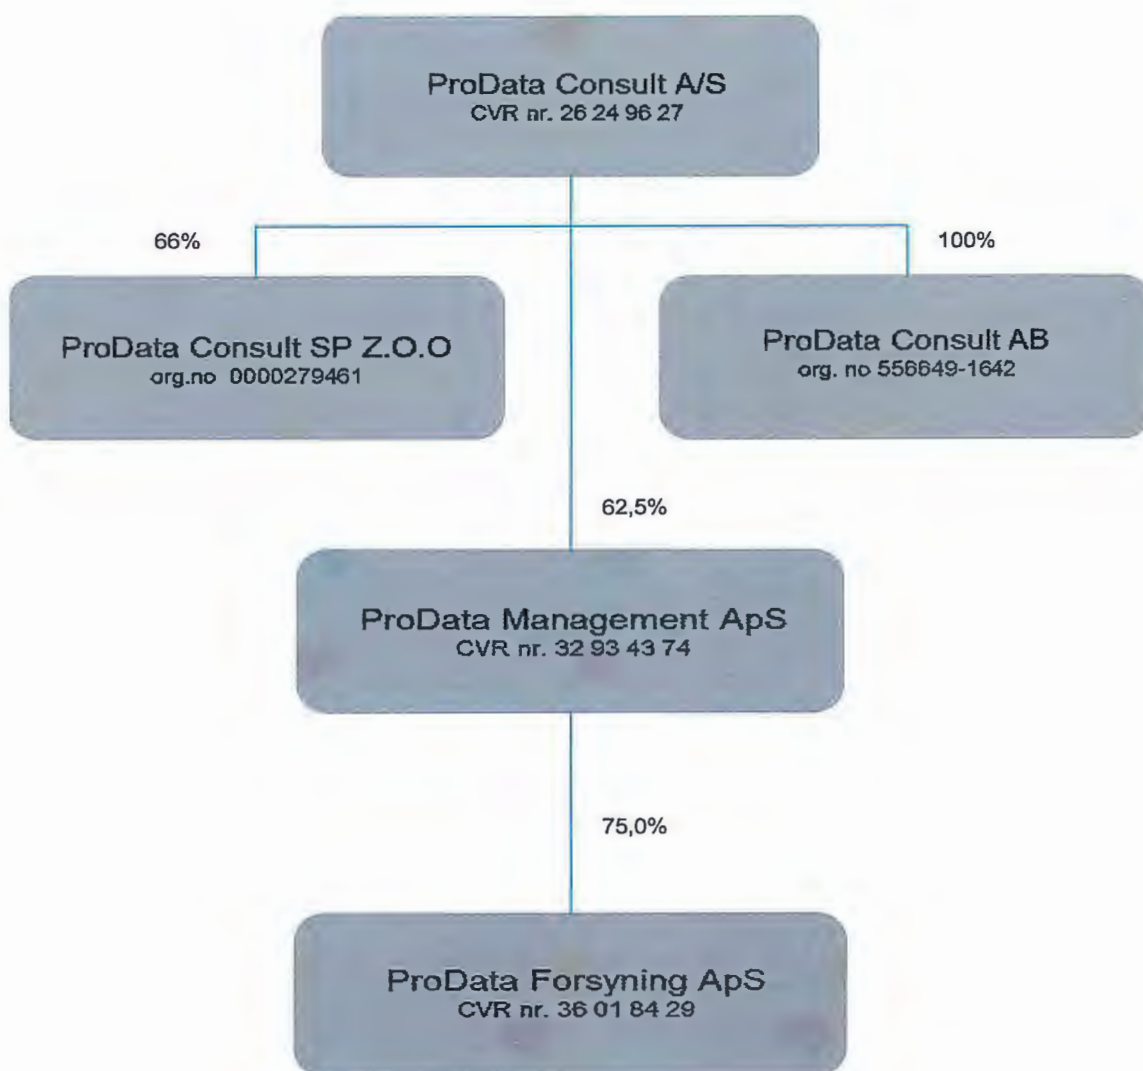 ProData Consult A/S
CVR nr. 26 24 96 27
66%
100%
ProData Consult SP Z.O.O
org.no 0000279461
ProData Consult AB
org. no 556649-1642
62,5%
ProData Management ApS
CVR nr. 32 93 43 74
75,0%
ProData Forsyning ApS
CVR nr. 36 01 84 29